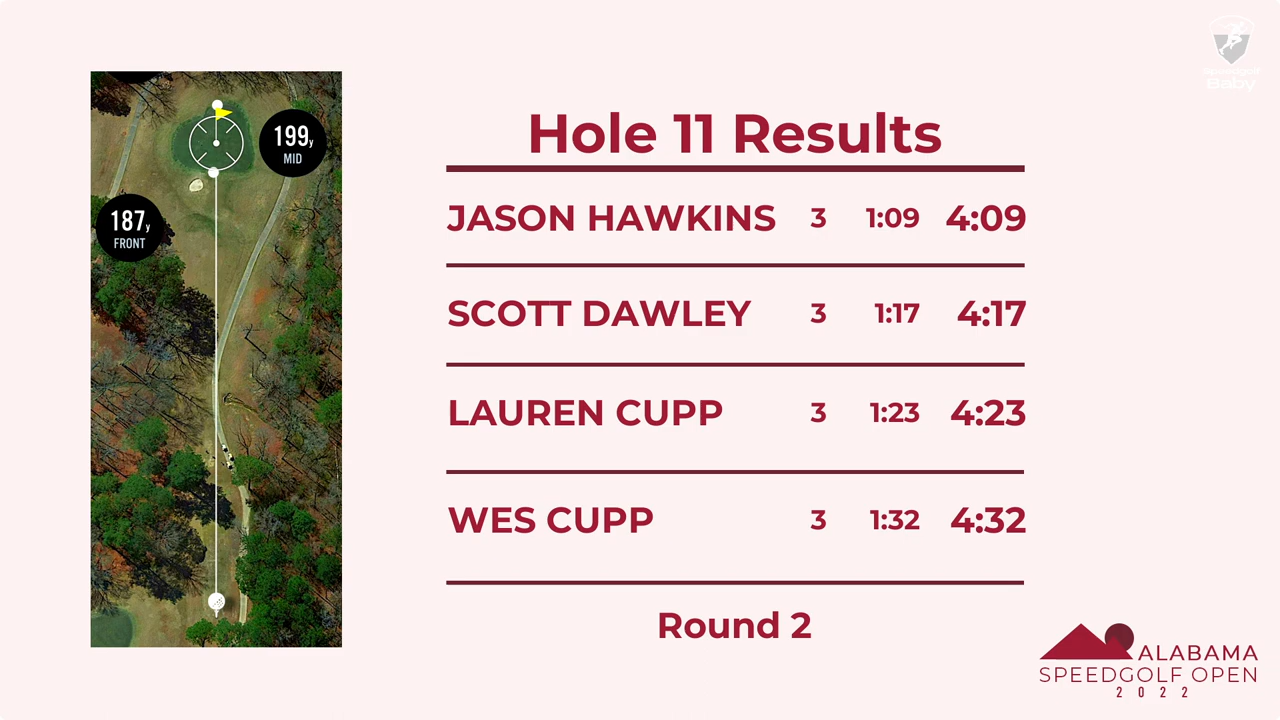 Speedgolf
Baby
Hole 11 Results
199y
MID
187y
FRONT
JASON HAWKINS 3 1:09 4:09
SCOTT DAWLEY 3 1:17 4:17
LAUREN CUPP 3 1:23 4:23
WES CUPP 3 1:32 4:32
Round 2
ALABAMA
SPEEDGOLF OPEN
2022